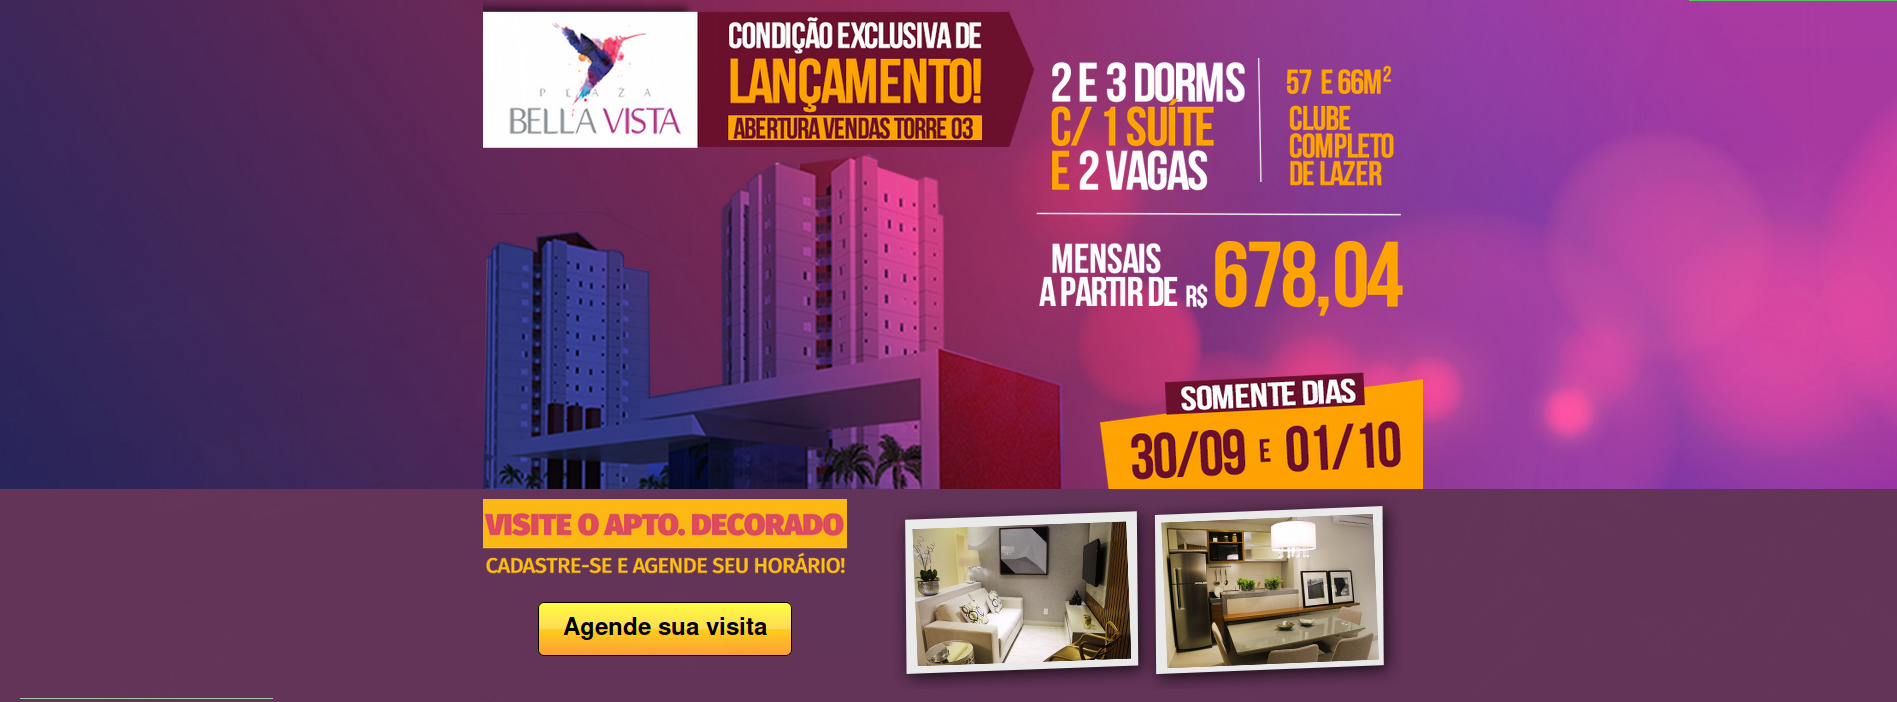 PLAZA
BELLA VISTA
CONDIÇÃO EXCLUSIVA DE
LANÇAMENTO!
ABERTURA VENDAS TORRE 03
2 E 3 DORMS
C/ 1 SUÍTE
E 2 VAGAS
57 E 66M²
CLUBE
COMPLETO
DE LAZER
MENSAIS
A PARTIR DE R$ 678,04
SOMENTE DIAS
30/09 E 01/10
VISITE O APTO. DECORADO
CADASTRE-SE E AGENDE SEU HORÁRIO!
Agende sua visita